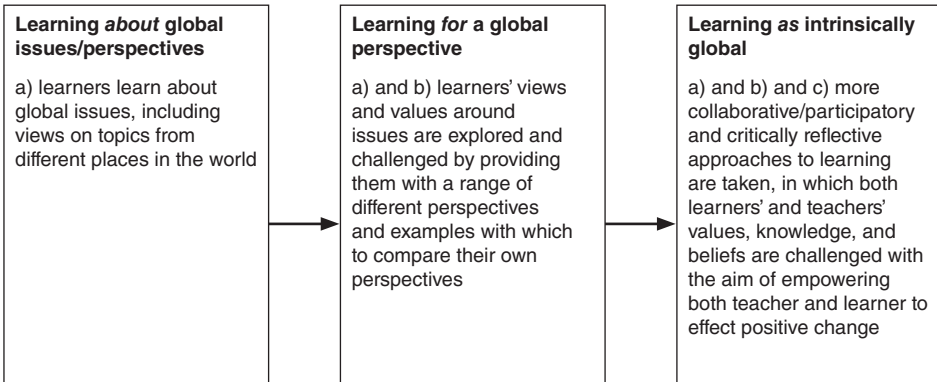 Learning about global
issues/perspectives
a) learners learn about
global issues, including
views on topics from
different places in the world
Learning for a global
perspective
a) and b) learners’ views
and values around
issues are explored and
challenged by providing
them with a range of
different perspectives
and examples with which
to compare their own
perspectives
Learning as intrinsically
global
a) and b) and c) more
collaborative/participatory
and critically reflective
approaches to learning
are taken, in which both
learners’ and teachers’
values, knowledge, and
beliefs are challenged with
the aim of empowering
both teacher and learner to
effect positive change